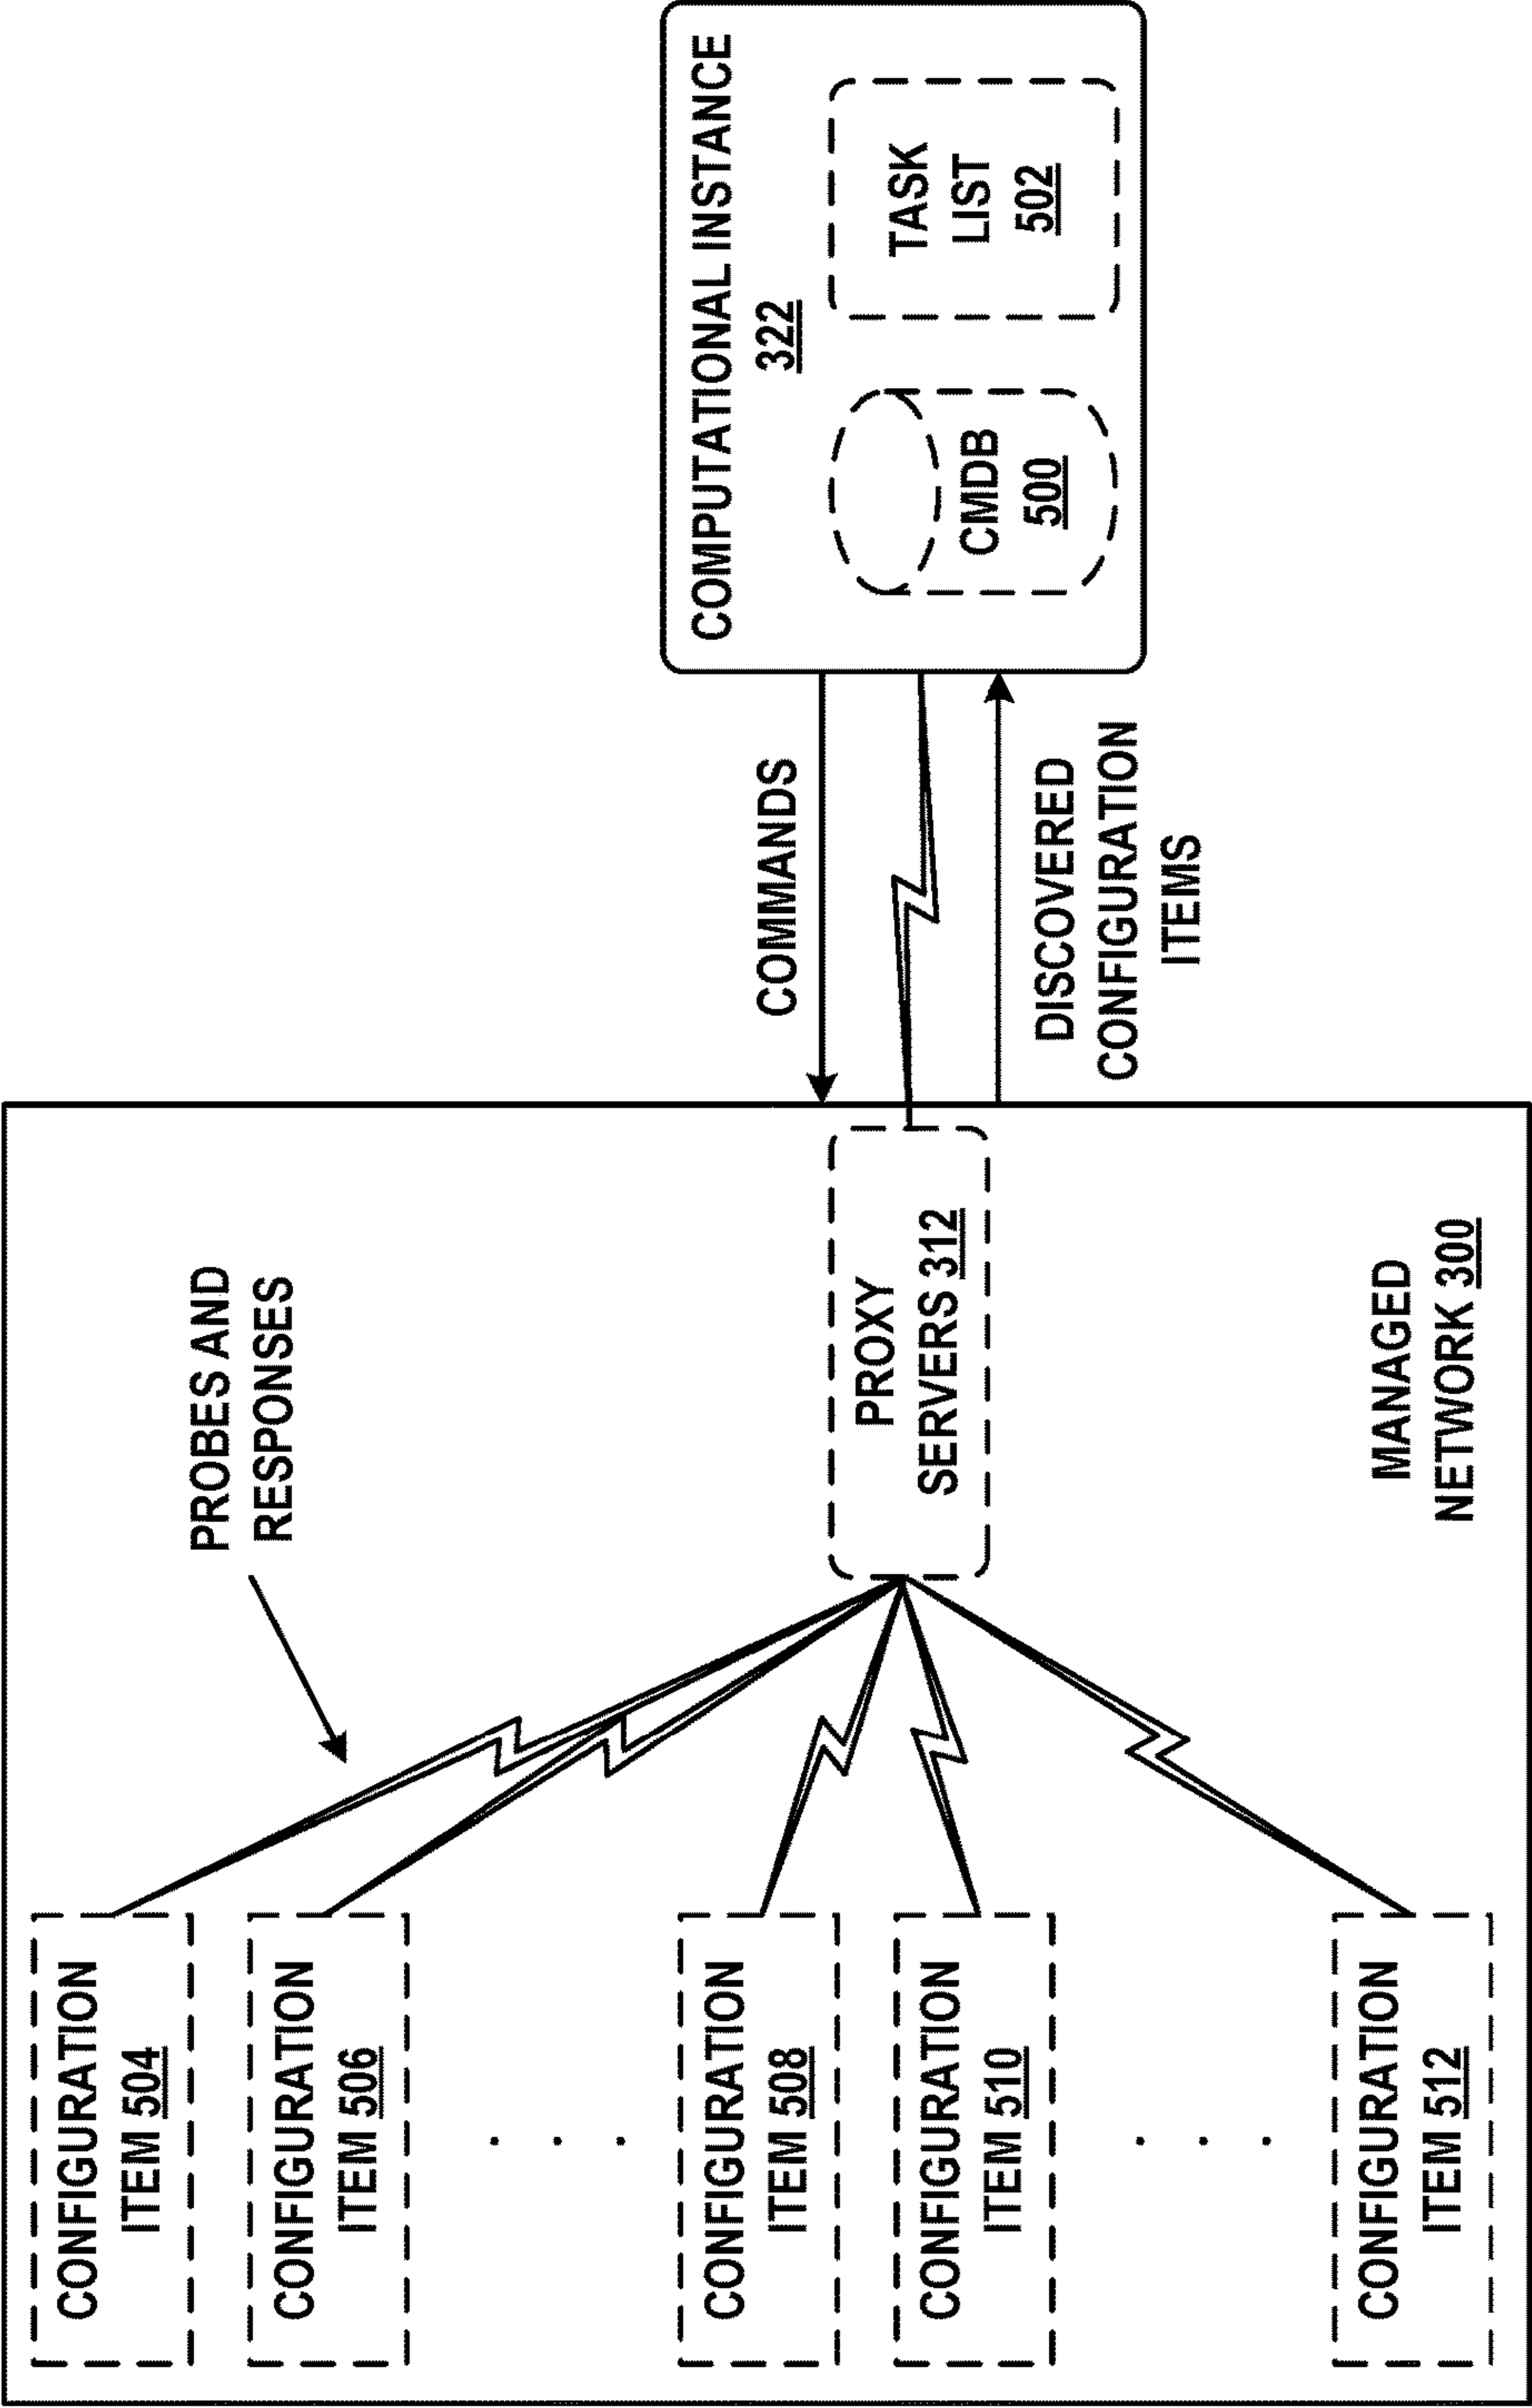 CONFIGURATION
ITEM 504
CONFIGURATION
ITEM 506
. . .
CONFIGURATION
ITEM 508
CONFIGURATION
ITEM 510
. . .
CONFIGURATION
ITEM 512
PROBES AND
RESPONSES
PROXY
SERVERS 312
MANAGED
NETWORK 300
COMMANDS
DISCOVERED
CONFIGURATION
ITEMS
COMPUTATIONAL INSTANCE
322
CMDB
500
TASK
LIST
502